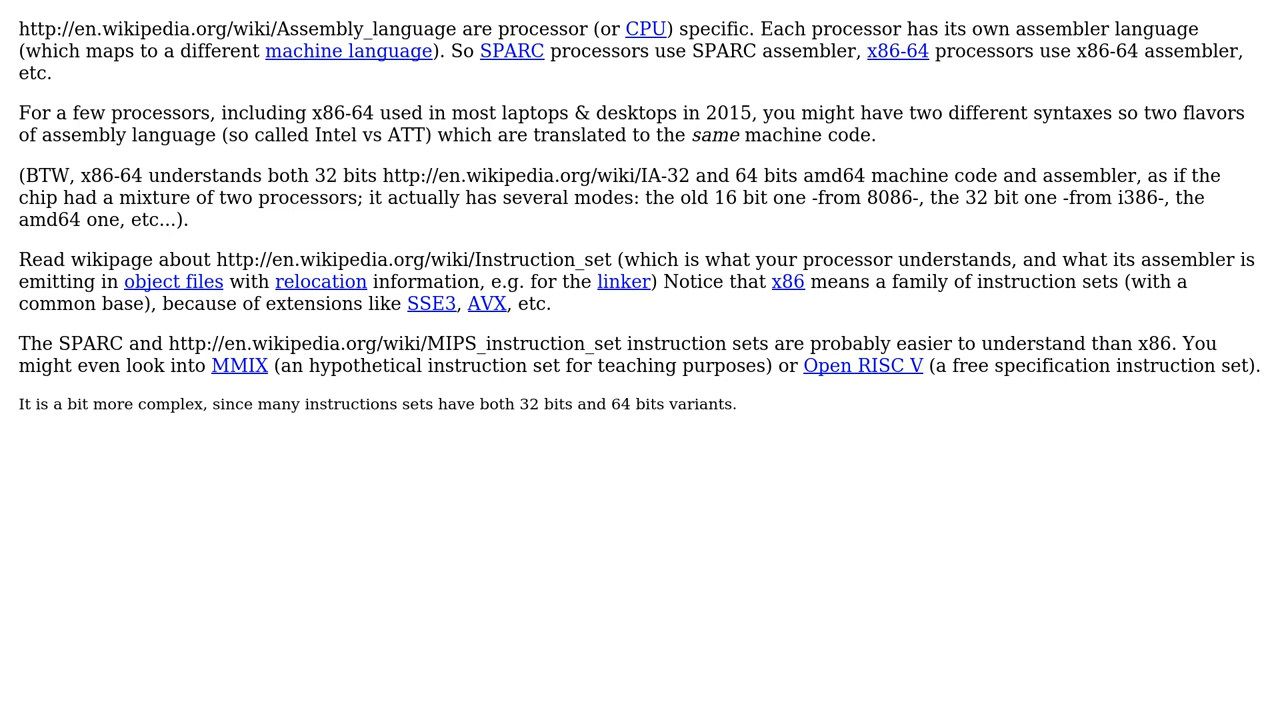 http://en.wikipedia.org/wiki/Assembly_language are processor (or CPU) specific. Each processor has its own assembler language
(which maps to a different machine language). So SPARC processors use SPARC assembler, x86-64 processors use x86-64 assembler,
etc.
For a few processors, including x86-64 used in most laptops & desktops in 2015, you might have two different syntaxes so two flavors
of assembly language (so called Intel vs ATT) which are translated to the same machine code.
(BTW, x86-64 understands both 32 bits http://en.wikipedia.org/wiki/IA-32 and 64 bits amd64 machine code and assembler, as if the
chip had a mixture of two processors; it actually has several modes: the old 16 bit one -from 8086-, the 32 bit one -from i386-, the
amd64 one, etc...).
Read wikipage about http://en.wikipedia.org/wiki/Instruction_set (which is what your processor understands, and what its assembler is
emitting in object files with relocation information, e.g. for the linker) Notice that x86 means a family of instruction sets (with a
common base), because of extensions like SSE3, AVX, etc.
The SPARC and http://en.wikipedia.org/wiki/MIPS_instruction_set instruction sets are probably easier to understand than x86. You
might even look into MMIX (an hypothetical instruction set for teaching purposes) or Open RISC V (a free specification instruction set).
It is a bit more complex, since many instructions sets have both 32 bits and 64 bits variants.